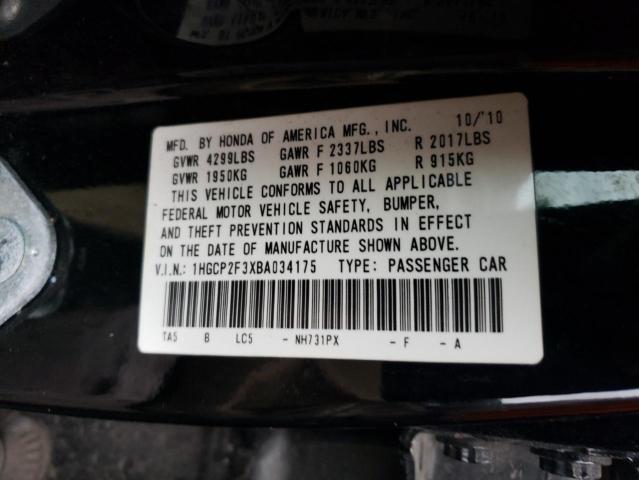 10/'10
MFD. BY HONDA OF AMERICA MFG., INC.
GVWR 4299LBS GAWR F 2337LBS R 2017LBS
GVWR 1950KG GAWR F 1060KG R 915KG
THIS VEHICLE CONFORMS TO ALL APPLICABLE
FEDERAL MOTOR VEHICLE SAFETY, BUMPER,
AND THEFT PREVENTION STANDARDS IN EFFECT
ON THE DATE OF MANUFACTURE SHOWN ABOVE.
V.I.N.: 1HGCP2F3XBA034175 TYPE: PASSENGER CAR
TA5 B LC5 - NH731PX - F - A